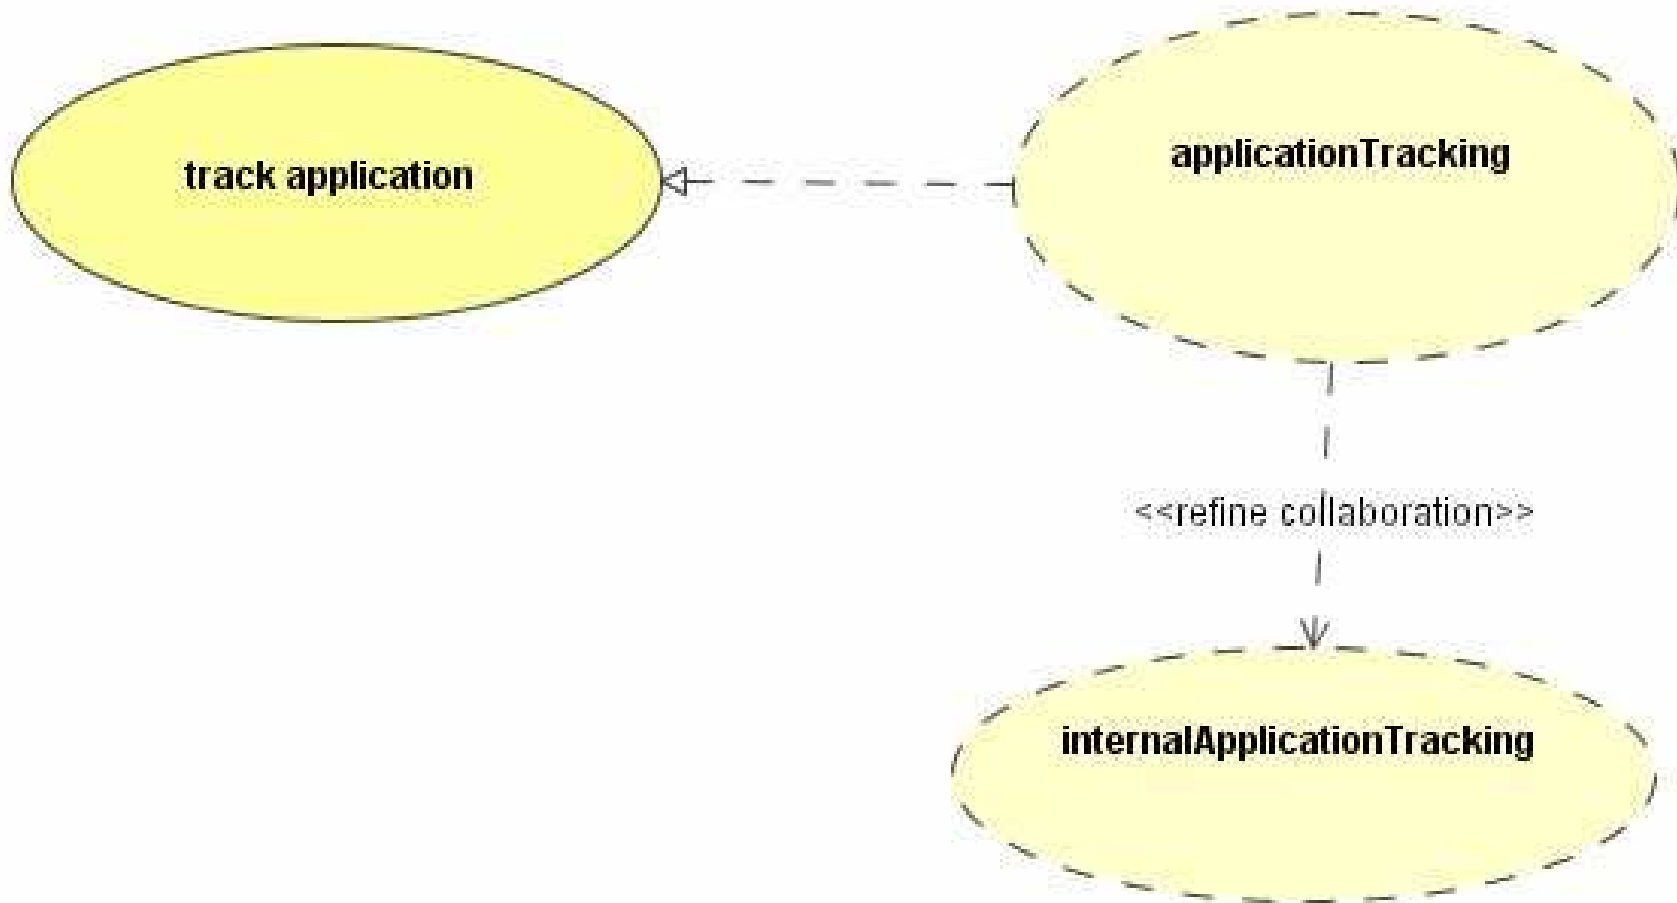 track application
applicationTracking
<<refine collaboration>>
internalApplicationTracking